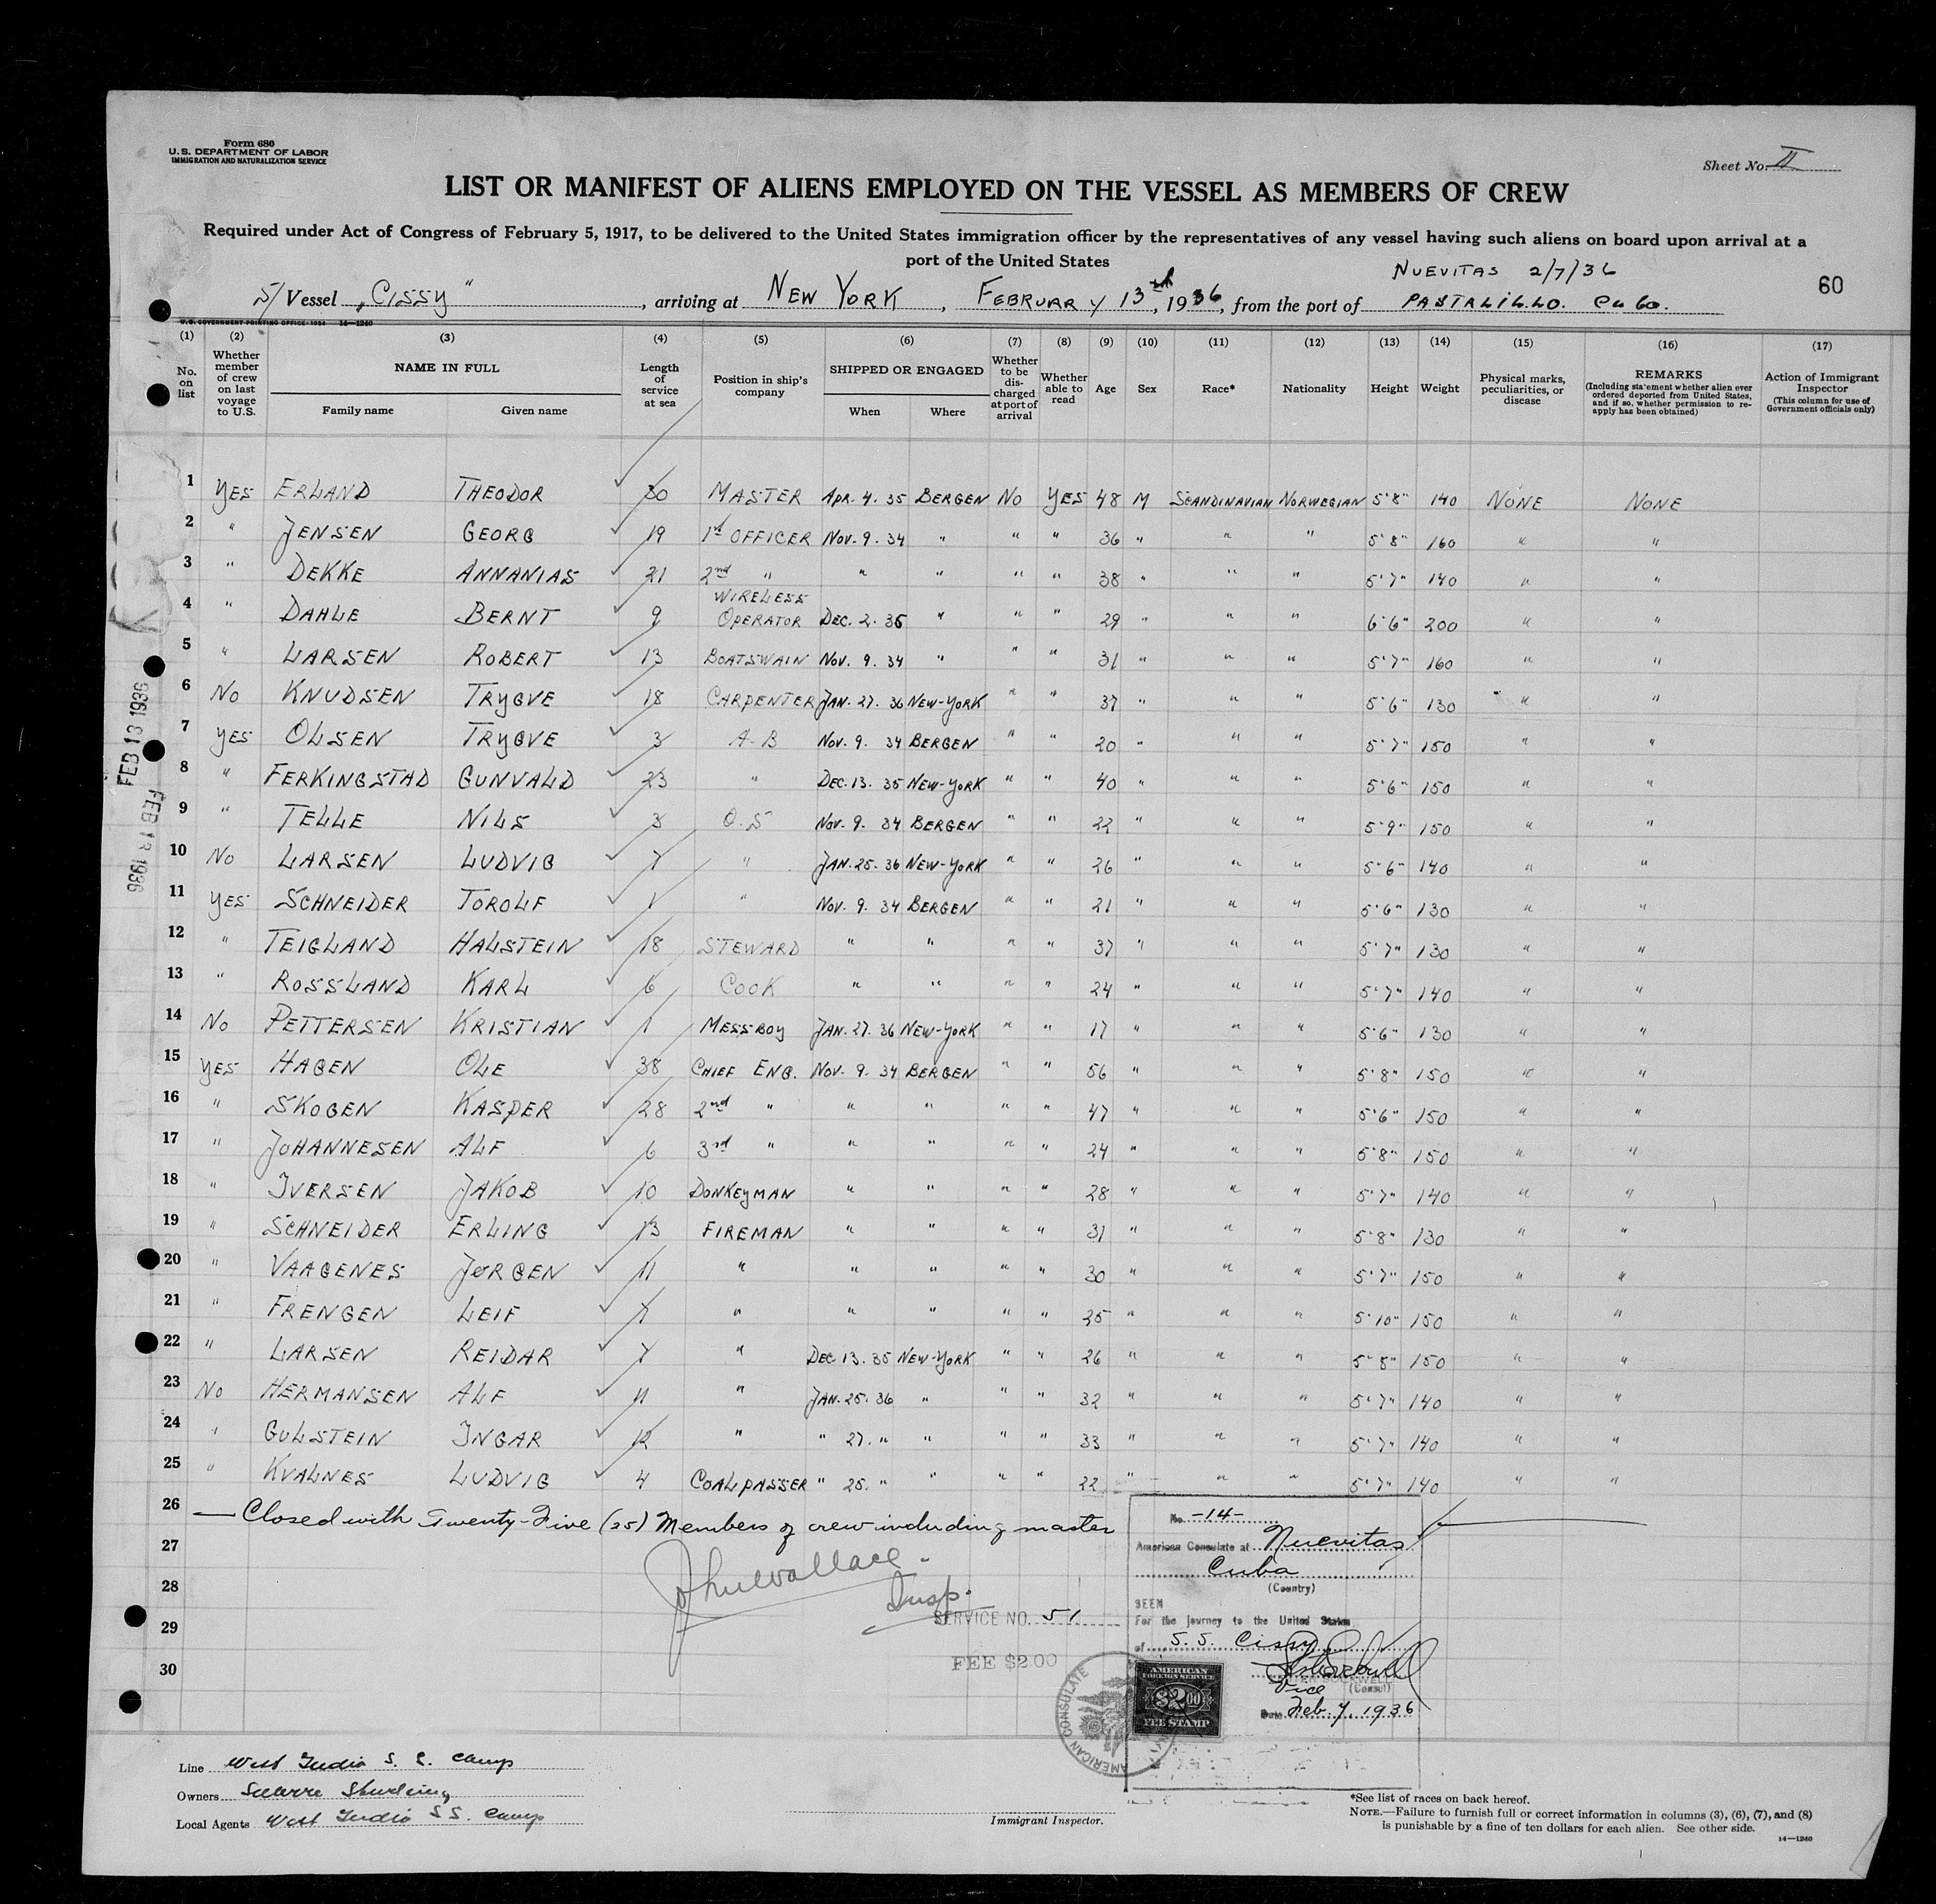 Form 680
U. S. DEPARTMENT OF LABOR
IMMIGRATION AND NATURALIZATION SERVICE
Sheet No. II
LIST OR MANIFEST OF ALIENS EMPLOYED ON THE VESSEL AS MEMBERS OF CREW
Required under Act of Congress of February 5, 1917, to be delivered to the United States immigration officer by the representatives of any vessel having such aliens on board upon arrival at a
port of the United States
NUEVITAS 2/7/36
S/ Vessel „CISSY", arriving at NEW YORK, FEBRUARY 13th, 1936, from the port of PASTALILLO. CUBA.
60
U. S. GOVERNMENT PRINTING OFFICE: 1934 14—1240
(1) (2) (3) (4) (5) (6) (7) (8) (9) (10) (11) (12) (13) (14) (15) (16) (17)
No. on list
Whether member of crew on last voyage to U.S.
NAME IN FULL
Family name Given name
Length of service at sea
Position in ship's company
SHIPPED OR ENGAGED
When Where
Whether to be discharged at port of arrival
Whether able to read
Age
Sex
Race*
Nationality
Height
Weight
Physical marks, peculiarities, or disease
REMARKS
(Including statement whether alien ever ordered deported from United States, and if so, whether permission to reapply has been obtained)
Action of Immigrant Inspector
(This column for use of Government officials only)
1 YES ERLAND THEODOR 30 MASTER APR. 4. 35 BERGEN NO YES 48 M SCANDINAVIAN NORWEGIAN 5'8" 140 NONE NONE
2 " JENSEN GEORG 19 1st OFFICER NOV. 9. 34 " " " 36 " " " 5'8" 160 " "
3 " DEKKE ANNANIAS 21 2nd " " " " " 38 " " " 5'7" 140 " "
4 " DAHLE BERNT 9 WIRELESS OPERATOR DEC. 2. 35 " " " 29 " " " 6'6" 200 " "
5 " LARSEN ROBERT 13 BOATSWAIN NOV. 9. 34 " " " 31 " " " 5'7" 160 " "
6 NO KNUDSEN TRYGVE 18 CARPENTER JAN. 27. 36 NEW-YORK " " 37 " " " 5'6" 130 " "
7 YES OLSEN TRYGVE 3 A-B NOV. 9. 34 BERGEN " " 20 " " " 5'7" 150 " "
8 " FERKINGSTAD GUNVALD 23 " DEC. 13. 35 NEW-YORK " " 40 " " " 5'6" 150 " "
9 " TELLE NILS 3 O.S NOV. 9. 34 BERGEN " " 22 " " " 5'9" 150 " "
10 NO LARSEN LUDVIG 7 " JAN. 25. 36 NEW-YORK " " 26 " " " 5'6" 140 " "
11 YES SCHNEIDER TOROLF 1 " NOV. 9. 34 BERGEN " " 21 " " " 5'6" 130 " "
12 " TEIGLAND HALSTEIN 18 STEWARD " " " " 37 " " " 5'7" 130 " "
13 " ROSSLAND KARL 6 COOK " " " " 24 " " " 5'7" 140 " "
14 NO PETTERSEN KRISTIAN 1 MESSBOY JAN. 27. 36 NEW-YORK " " 17 " " " 5'6" 130 " "
15 YES HAGEN OLE 38 CHIEF ENG. NOV. 9. 34 BERGEN " " 56 " " " 5'8" 150 " "
16 " SKOGEN KASPER 28 2nd " " " " " 47 " " " 5'6" 150 " "
17 " JOHANNESEN ALF 6 3rd " " " " " 24 " " " 5'8" 150 " "
18 " IVERSEN JAKOB 10 DONKEYMAN " " " " 28 " " " 5'7" 140 " "
19 " SCHNEIDER ERLING 13 FIREMAN " " " " 31 " " " 5'8" 130 " "
20 " VAAGENES JØRGEN 11 " " " " " 30 " " " 5'7" 150 " "
21 " FRENGEN LEIF 7 " " " " " 25 " " " 5'10" 150 " "
22 " LARSEN REIDAR 7 " DEC. 13. 35 NEW-YORK " " 26 " " " 5'8" 150 " "
23 NO HERMANSEN ALF 11 " JAN. 25. 36 " " " 32 " " " 5'7" 140 " "
24 " GULSTEIN INGAR 12 " " 27. " " " " 33 " " " 5'7" 140 " "
25 " KVALNES LUDVIG 4 COALPASSER " 25. " " " " 22 " " " 5'7" 140 " "
26 — Closed with Twenty-Five (25) Members of crew including master
27
28
29
30
John Wallace
Insp.
SERVICE NO. 51
FEE $2.00
No. -14-
American Consulate at Nuevitas
Cuba
(Country)
SEEN
For the journey to the United States
of S.S. Cissy
Vice (Consul)
Date Feb. 7, 1936
AMERICAN FOREIGN SERVICE
$2.00
FEE STAMP
AMERICAN CONSULATE
FEB 13 1936
FEB 13 1936
Line West India S. S. Comp
Owners
Local Agents West India SS. Comp
Immigrant Inspector.
*See list of races on back hereof.
NOTE.—Failure to furnish full or correct information in columns (3), (6), (7), and (8)
is punishable by a fine of ten dollars for each alien. See other side.
14—1240